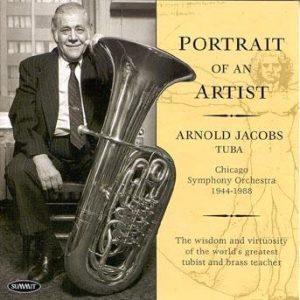 PORTRAIT
OF AN
ARTIST
ARNOLD JACOBS
TUBA
Chicago
Symphony Orchestra
1944-1988
The wisdom and virtuosity
of the world's greatest
tubist and brass teacher
SUMMIT